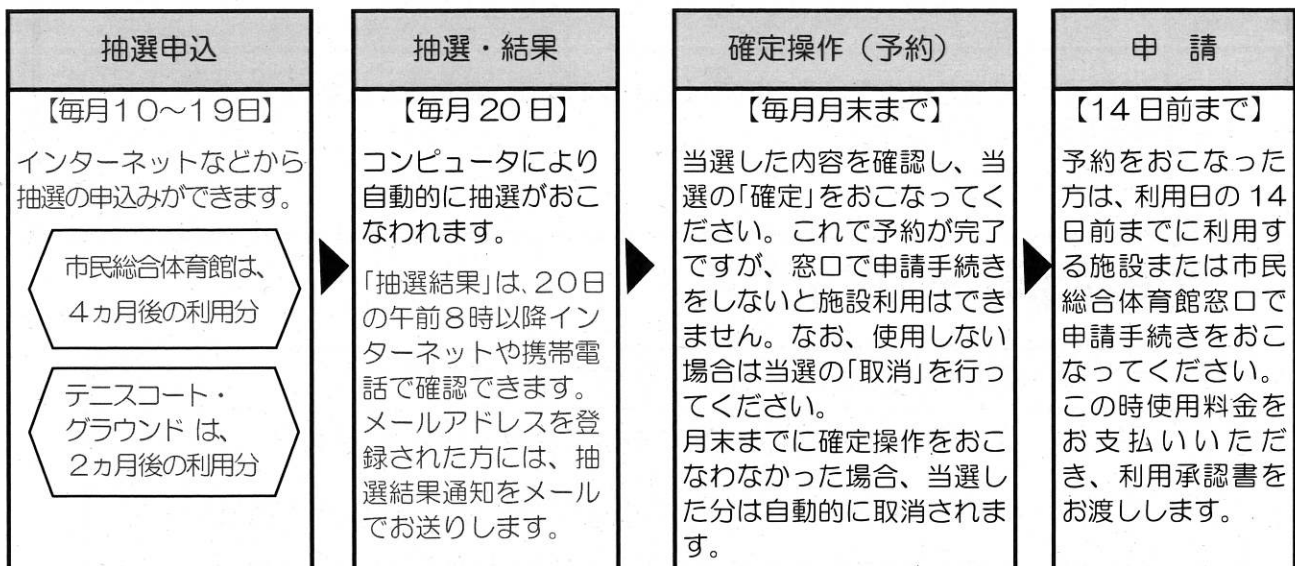 抽選申込
【毎月10～19日】
インターネットなどから
抽選の申込みができます。
市民総合体育館は、
4ヵ月後の利用分
テニスコート・
グラウンド は、
2ヵ月後の利用分
抽選・結果
【毎月20日】
コンピュータにより
自動的に抽選がおこ
なわれます。
「抽選結果」は、20日
の午前8時以降イン
ターネットや携帯電
話で確認できます。
メールアドレスを登
録された方には、抽
選結果通知をメール
でお送りします。
確定操作（予約）
【毎月月末まで】
当選した内容を確認し、当
選の「確定」をおこなってく
ださい。これで予約が完了
ですが、窓口で申請手続き
をしないと施設利用はでき
ません。なお、使用しない
場合は当選の「取消」を行っ
てください。
月末までに確定操作をおこ
なわなかった場合、当選し
た分は自動的に取消されま
す。
申 請
【14日前まで】
予約をおこなった
方は、利用日の14
日前までに利用す
る施設または市民
総合体育館窓口で
申請手続きをおこ
なってください。
この時使用料金を
お支払いいただ
き、利用承認書を
お渡しします。